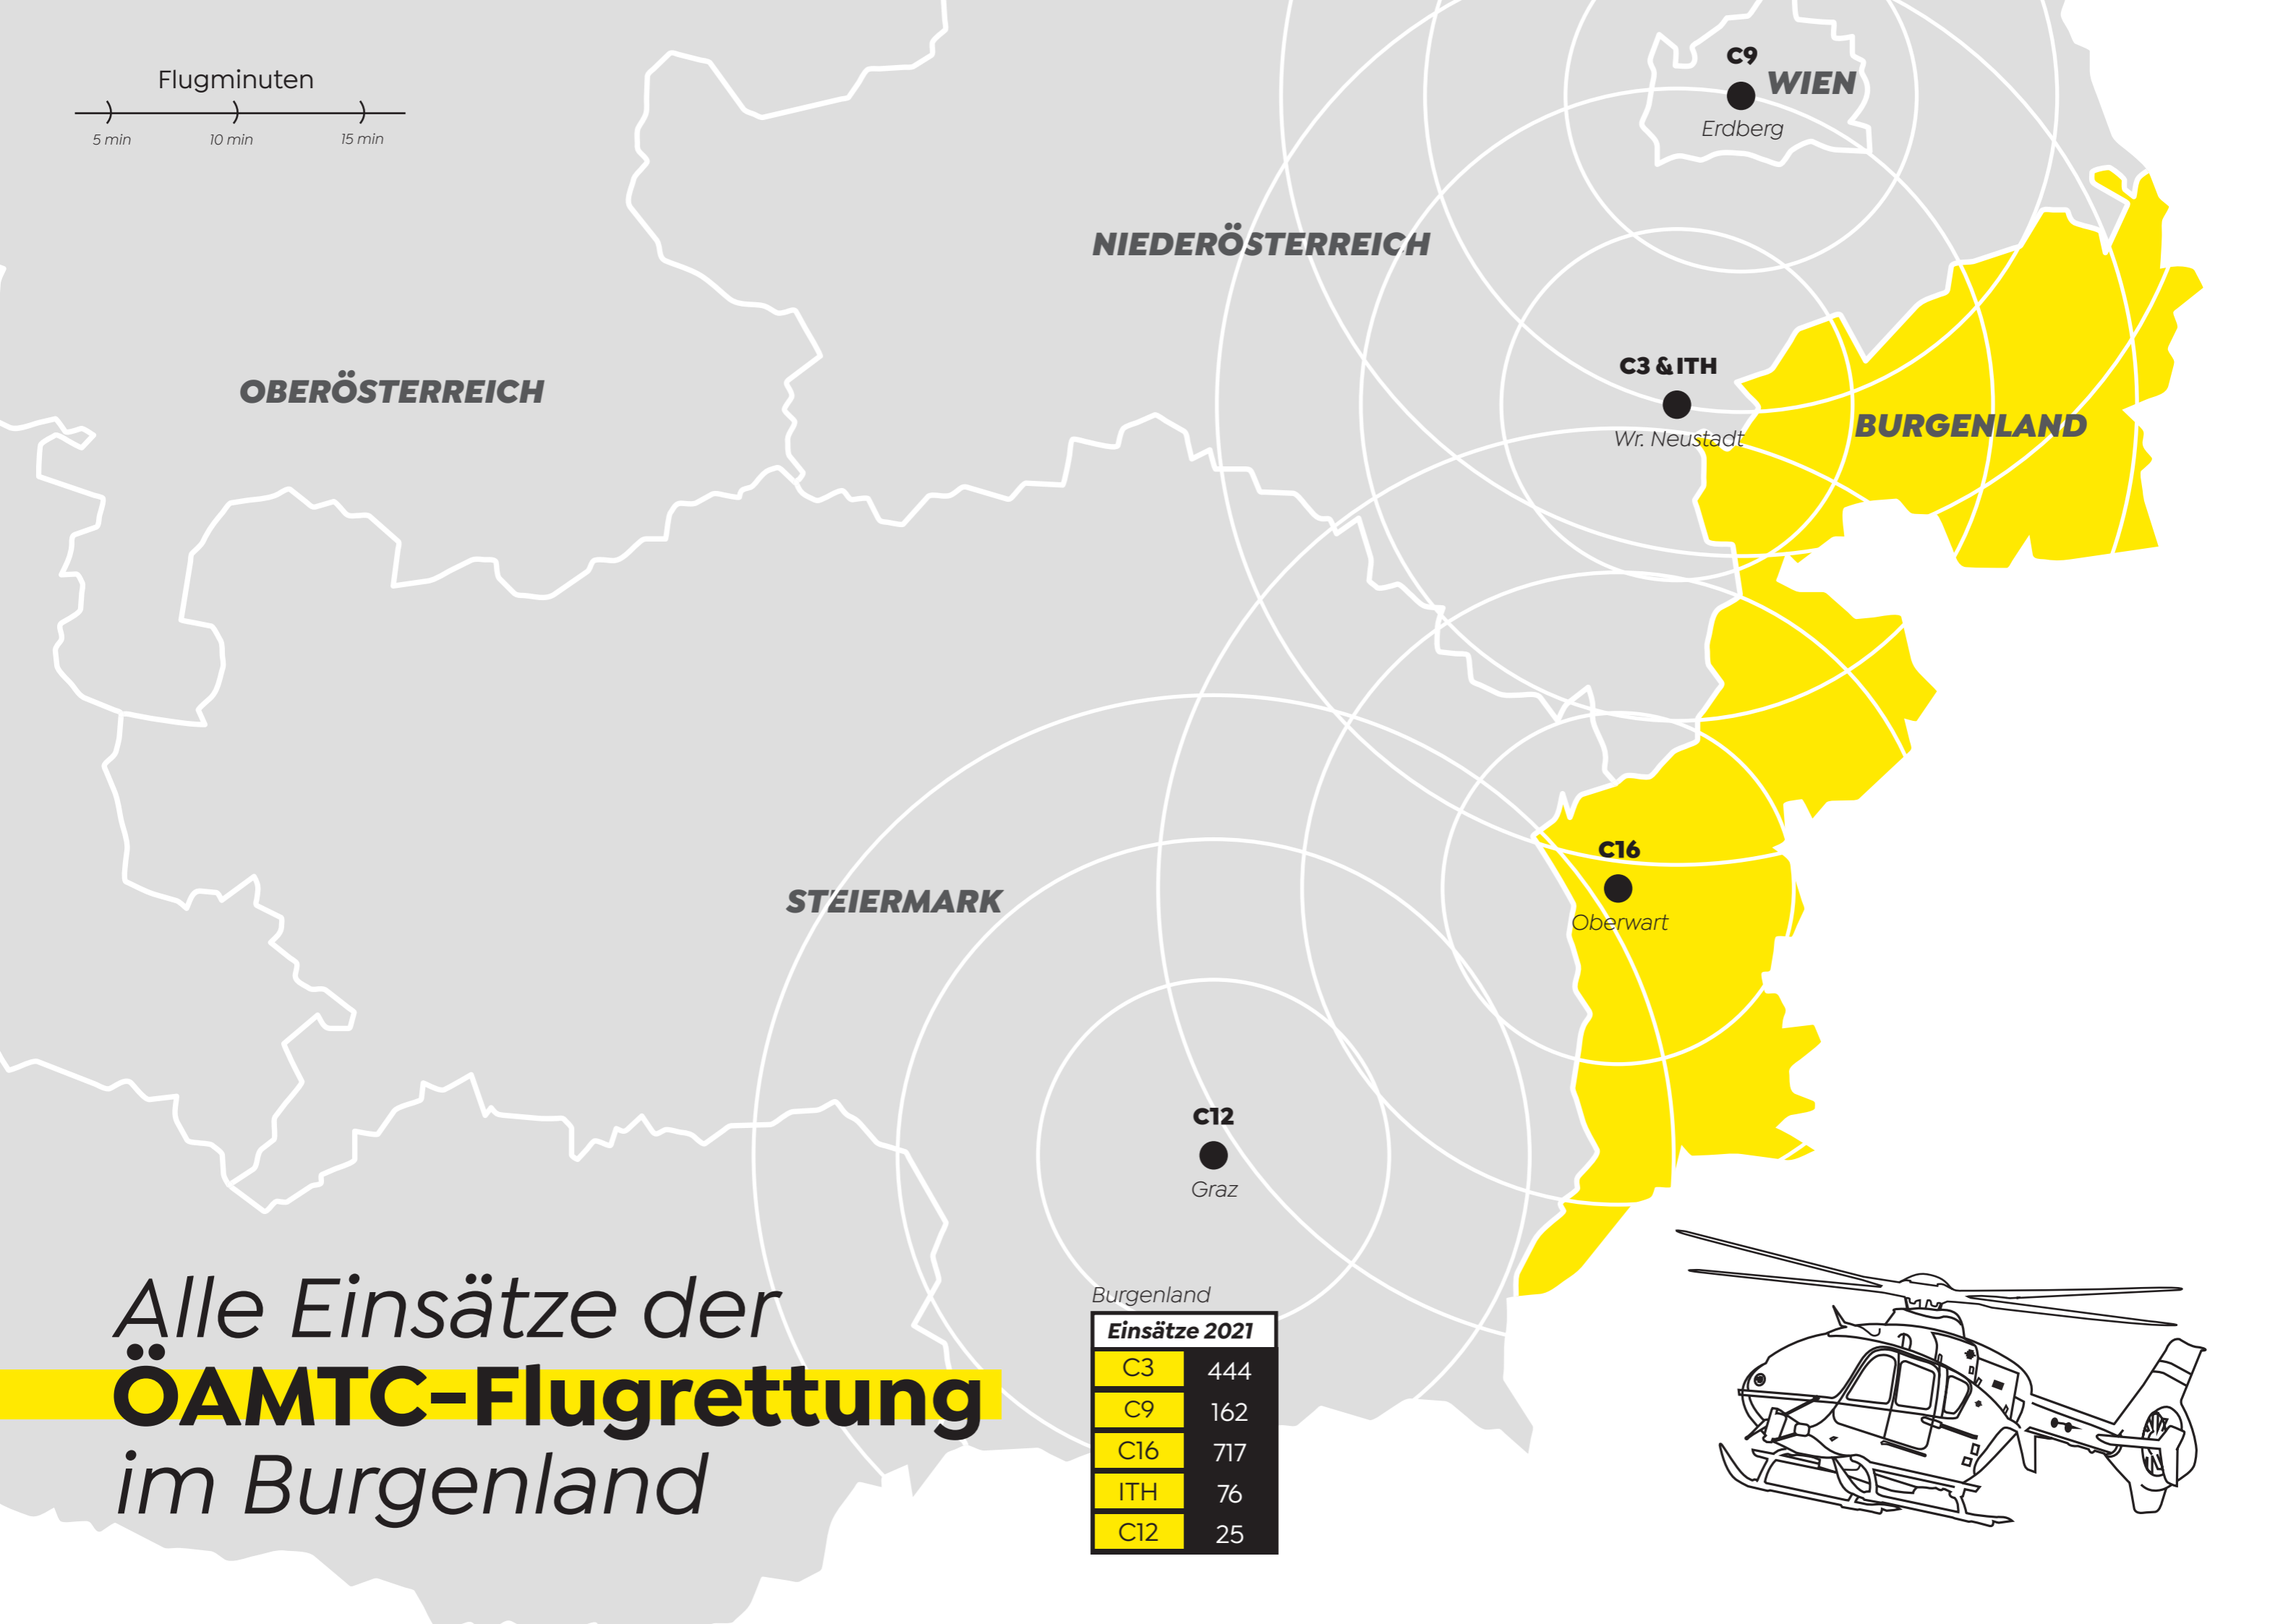 Flugminuten
5 min 10 min 15 min
C9
WIEN
Erdberg
NIEDERÖSTERREICH
OBERÖSTERREICH
C3 & ITH
Wr. Neustadt
BURGENLAND
C16
Oberwart
STEIERMARK
C12
Graz
Alle Einsätze der
ÖAMTC-Flugrettung
im Burgenland
Burgenland
Einsätze 2021
C3 444
C9 162
C16 717
ITH 76
C12 25